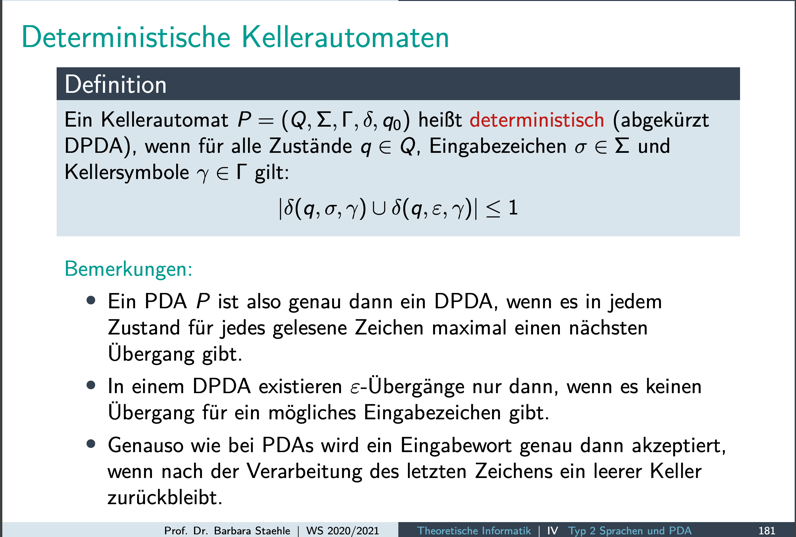 Deterministische Kellerautomaten
Definition
Ein Kellerautomat P = (Q, Σ, Γ, δ, q₀) heißt deterministisch (abgekürzt
DPDA), wenn für alle Zustände q ∈ Q, Eingabezeichen σ ∈ Σ und
Kellersymbole γ ∈ Γ gilt:
|δ(q, σ, γ) ∪ δ(q, ε, γ)| ≤ 1
Bemerkungen:
• Ein PDA P ist also genau dann ein DPDA, wenn es in jedem
Zustand für jedes gelesene Zeichen maximal einen nächsten
Übergang gibt.
• In einem DPDA existieren ε-Übergänge nur dann, wenn es keinen
Übergang für ein mögliches Eingabezeichen gibt.
• Genauso wie bei PDAs wird ein Eingabewort genau dann akzeptiert,
wenn nach der Verarbeitung des letzten Zeichens ein leerer Keller
zurückbleibt.
Prof. Dr. Barbara Staehle | WS 2020/2021 Theoretische Informatik | IV Typ 2 Sprachen und PDA 181